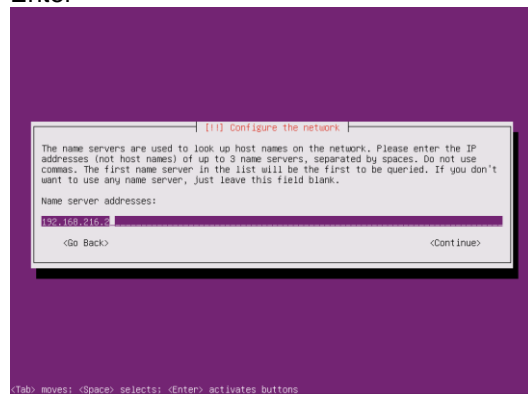 Enter
[!!] Configure the network
The name servers are used to look up host names on the network. Please enter the IP
addresses (not host names) of up to 3 name servers, separated by spaces. Do not use
commas. The first name server in the list will be the first to be queried. If you don't
want to use any name server, just leave this field blank.
Name server addresses:
192.168.216.2
<Go Back> <Continue>
<Tab> moves; <Space> selects; <Enter> activates buttons